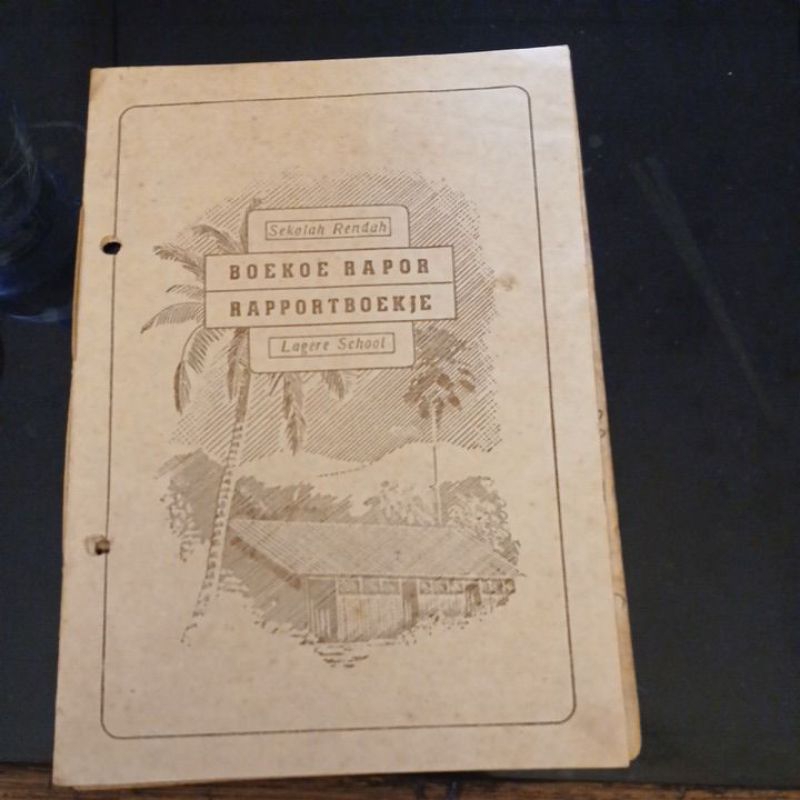 Sekolah Rendah
BOEKOE RAPOR
RAPPORTBOEKJE
Lagere School